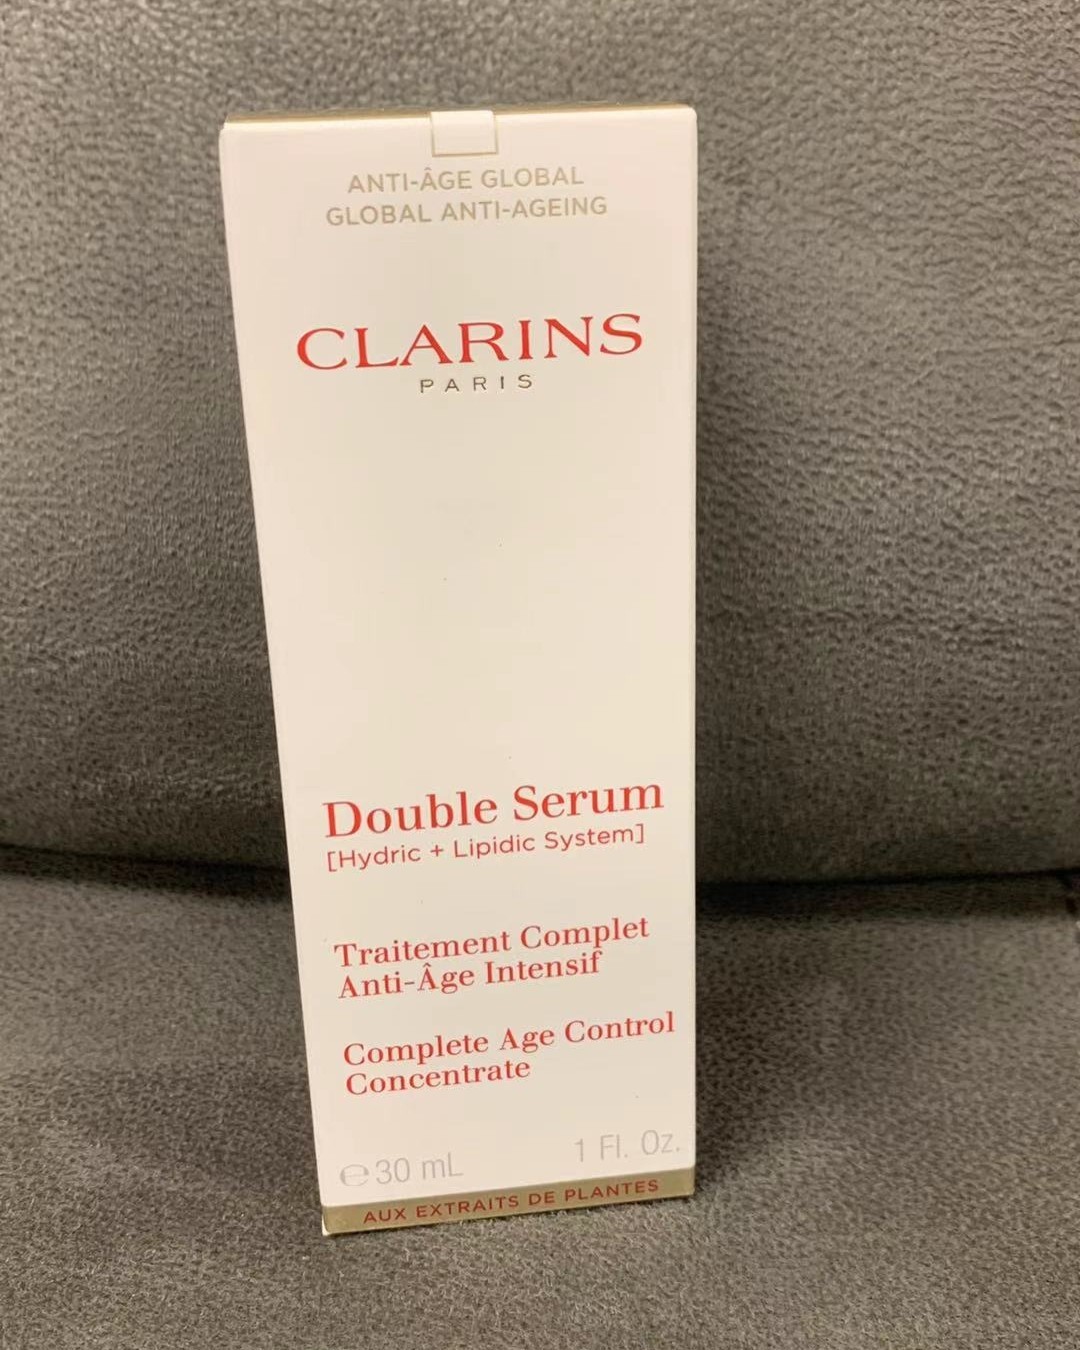 ANTI-ÂGE GLOBAL
GLOBAL ANTI-AGEING
CLARINS
PARIS
Double Serum
[Hydric + Lipidic System]
Traitement Complet
Anti-Âge Intensif
Complete Age Control
Concentrate
℮30 mL 1 Fl. Oz.
AUX EXTRAITS DE PLANTES